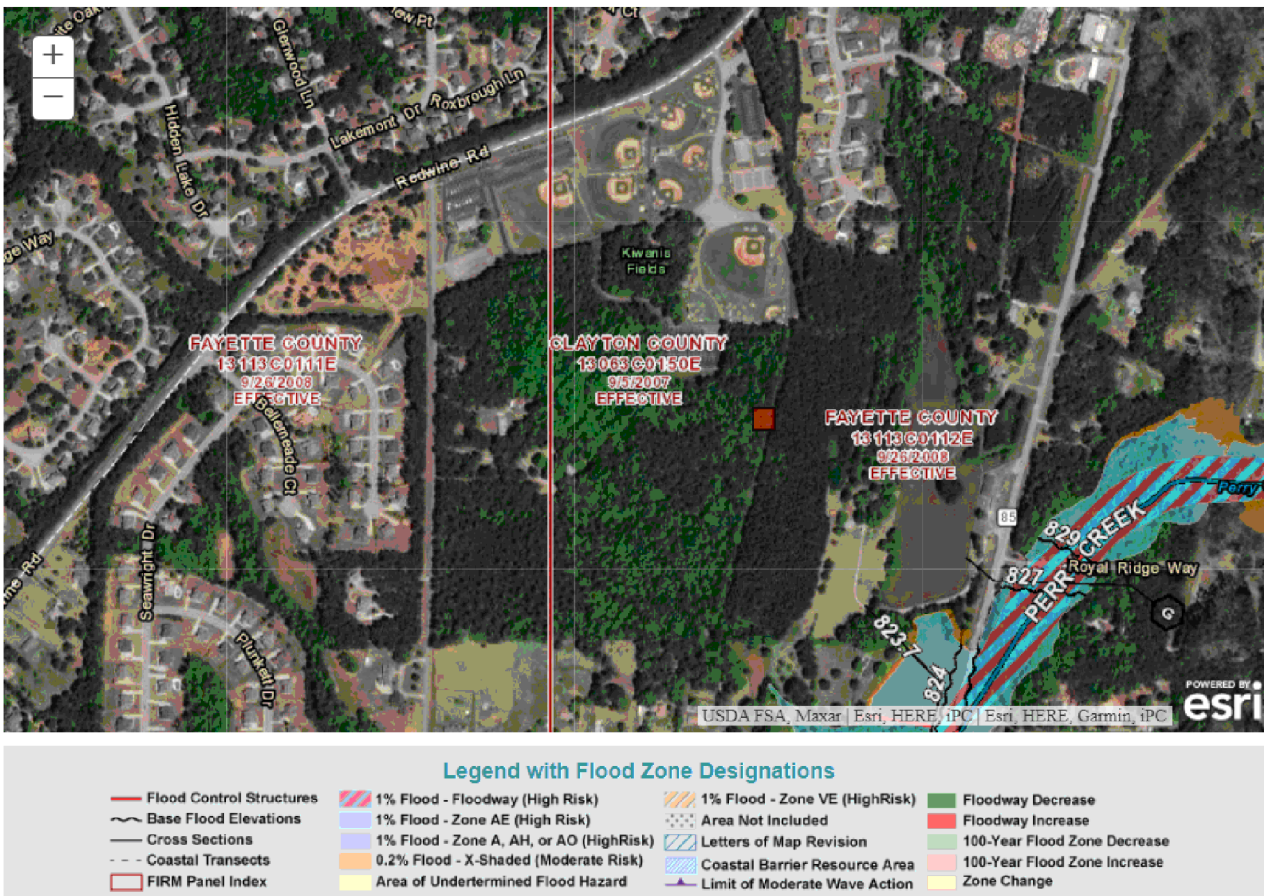 +
−
Glenwood Ln
Lakemont Dr
Roxbrough Ln
Hidden Lake Dr
Redwine Rd
Kiwanis
Fields
FAYETTE COUNTY
13113C0111E
9/26/2008
EFFECTIVE
CLAYTON COUNTY
13063C0150E
9/5/2007
EFFECTIVE
FAYETTE COUNTY
13113C0112E
9/26/2008
EFFECTIVE
Bellemeade Ct
Seawright Dr
Plunkett Dr
85
829
827
PERRY CREEK
Perry
Royal Ridge Way
G
823.7
824
POWERED BY
esri
USDA FSA, Maxar | Esri, HERE, iPC | Esri, HERE, Garmin, iPC
Legend with Flood Zone Designations
Flood Control Structures
Base Flood Elevations
Cross Sections
Coastal Transects
FIRM Panel Index
1% Flood - Floodway (High Risk)
1% Flood - Zone AE (High Risk)
1% Flood - Zone A, AH, or AO (HighRisk)
0.2% Flood - X-Shaded (Moderate Risk)
Area of Undertermined Flood Hazard
1% Flood - Zone VE (HighRisk)
Area Not Included
Letters of Map Revision
Coastal Barrier Resource Area
Limit of Moderate Wave Action
Floodway Decrease
Floodway Increase
100-Year Flood Zone Decrease
100-Year Flood Zone Increase
Zone Change